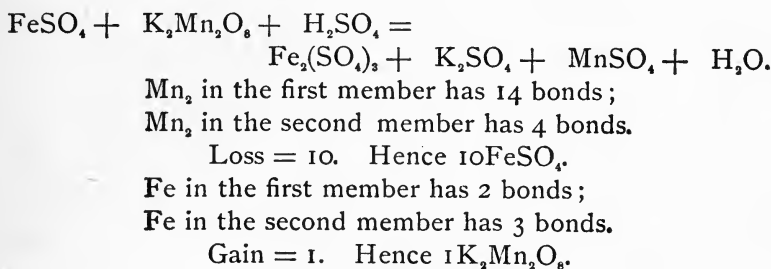 FeSO₄ + K₂Mn₂O₈ + H₂SO₄ =
Fe₂(SO₄)₃ + K₂SO₄ + MnSO₄ + H₂O.
Mn₂ in the first member has 14 bonds;
Mn₂ in the second member has 4 bonds.
Loss = 10. Hence 10FeSO₄.
Fe in the first member has 2 bonds;
Fe in the second member has 3 bonds.
Gain = 1. Hence 1K₂Mn₂O₈.